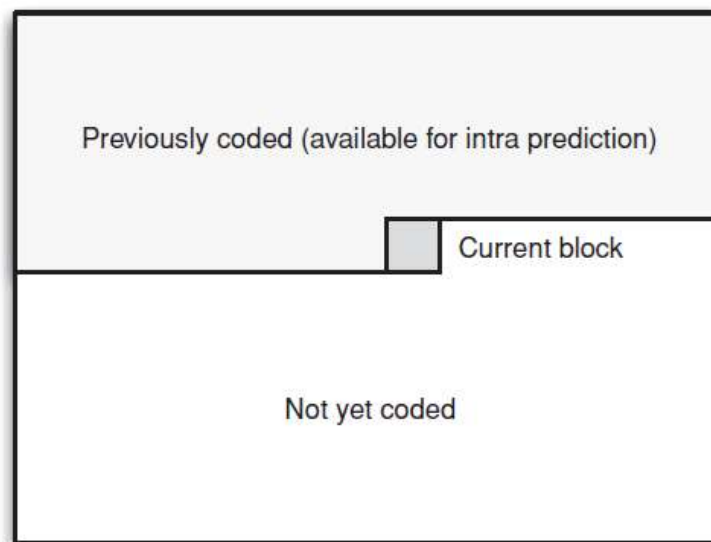 Previously coded (available for intra prediction)
Current block
Not yet coded